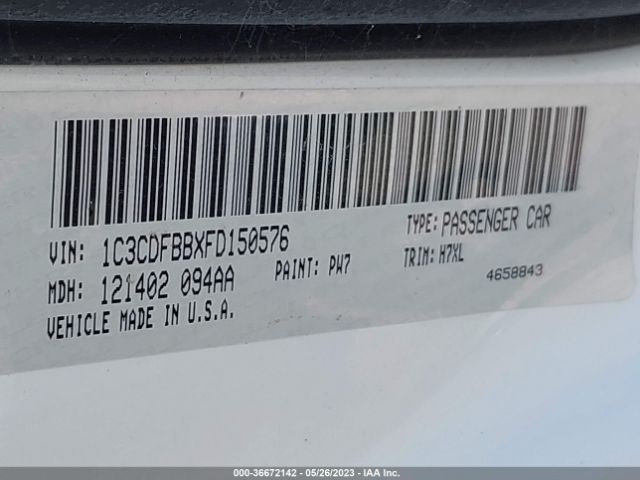 VIN: 1C3CDFBBXFD150576
TYPE: PASSENGER CAR
MDH: 121402 094AA
PAINT: PW7
TRIM: H7XL
VEHICLE MADE IN U.S.A.
4658843
000-36672142 - 05/26/2023 - IAA Inc.